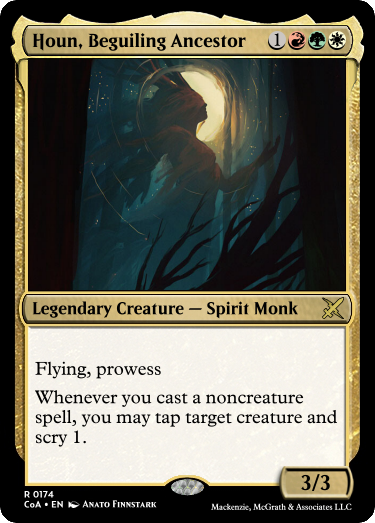 Houn, Beguiling Ancestor 1
Legendary Creature — Spirit Monk
Flying, prowess
Whenever you cast a noncreature
spell, you may tap target creature and
scry 1.
3/3
R 0174
CoA • EN Anato Finnstark
Mackenzie, McGrath & Associates LLC